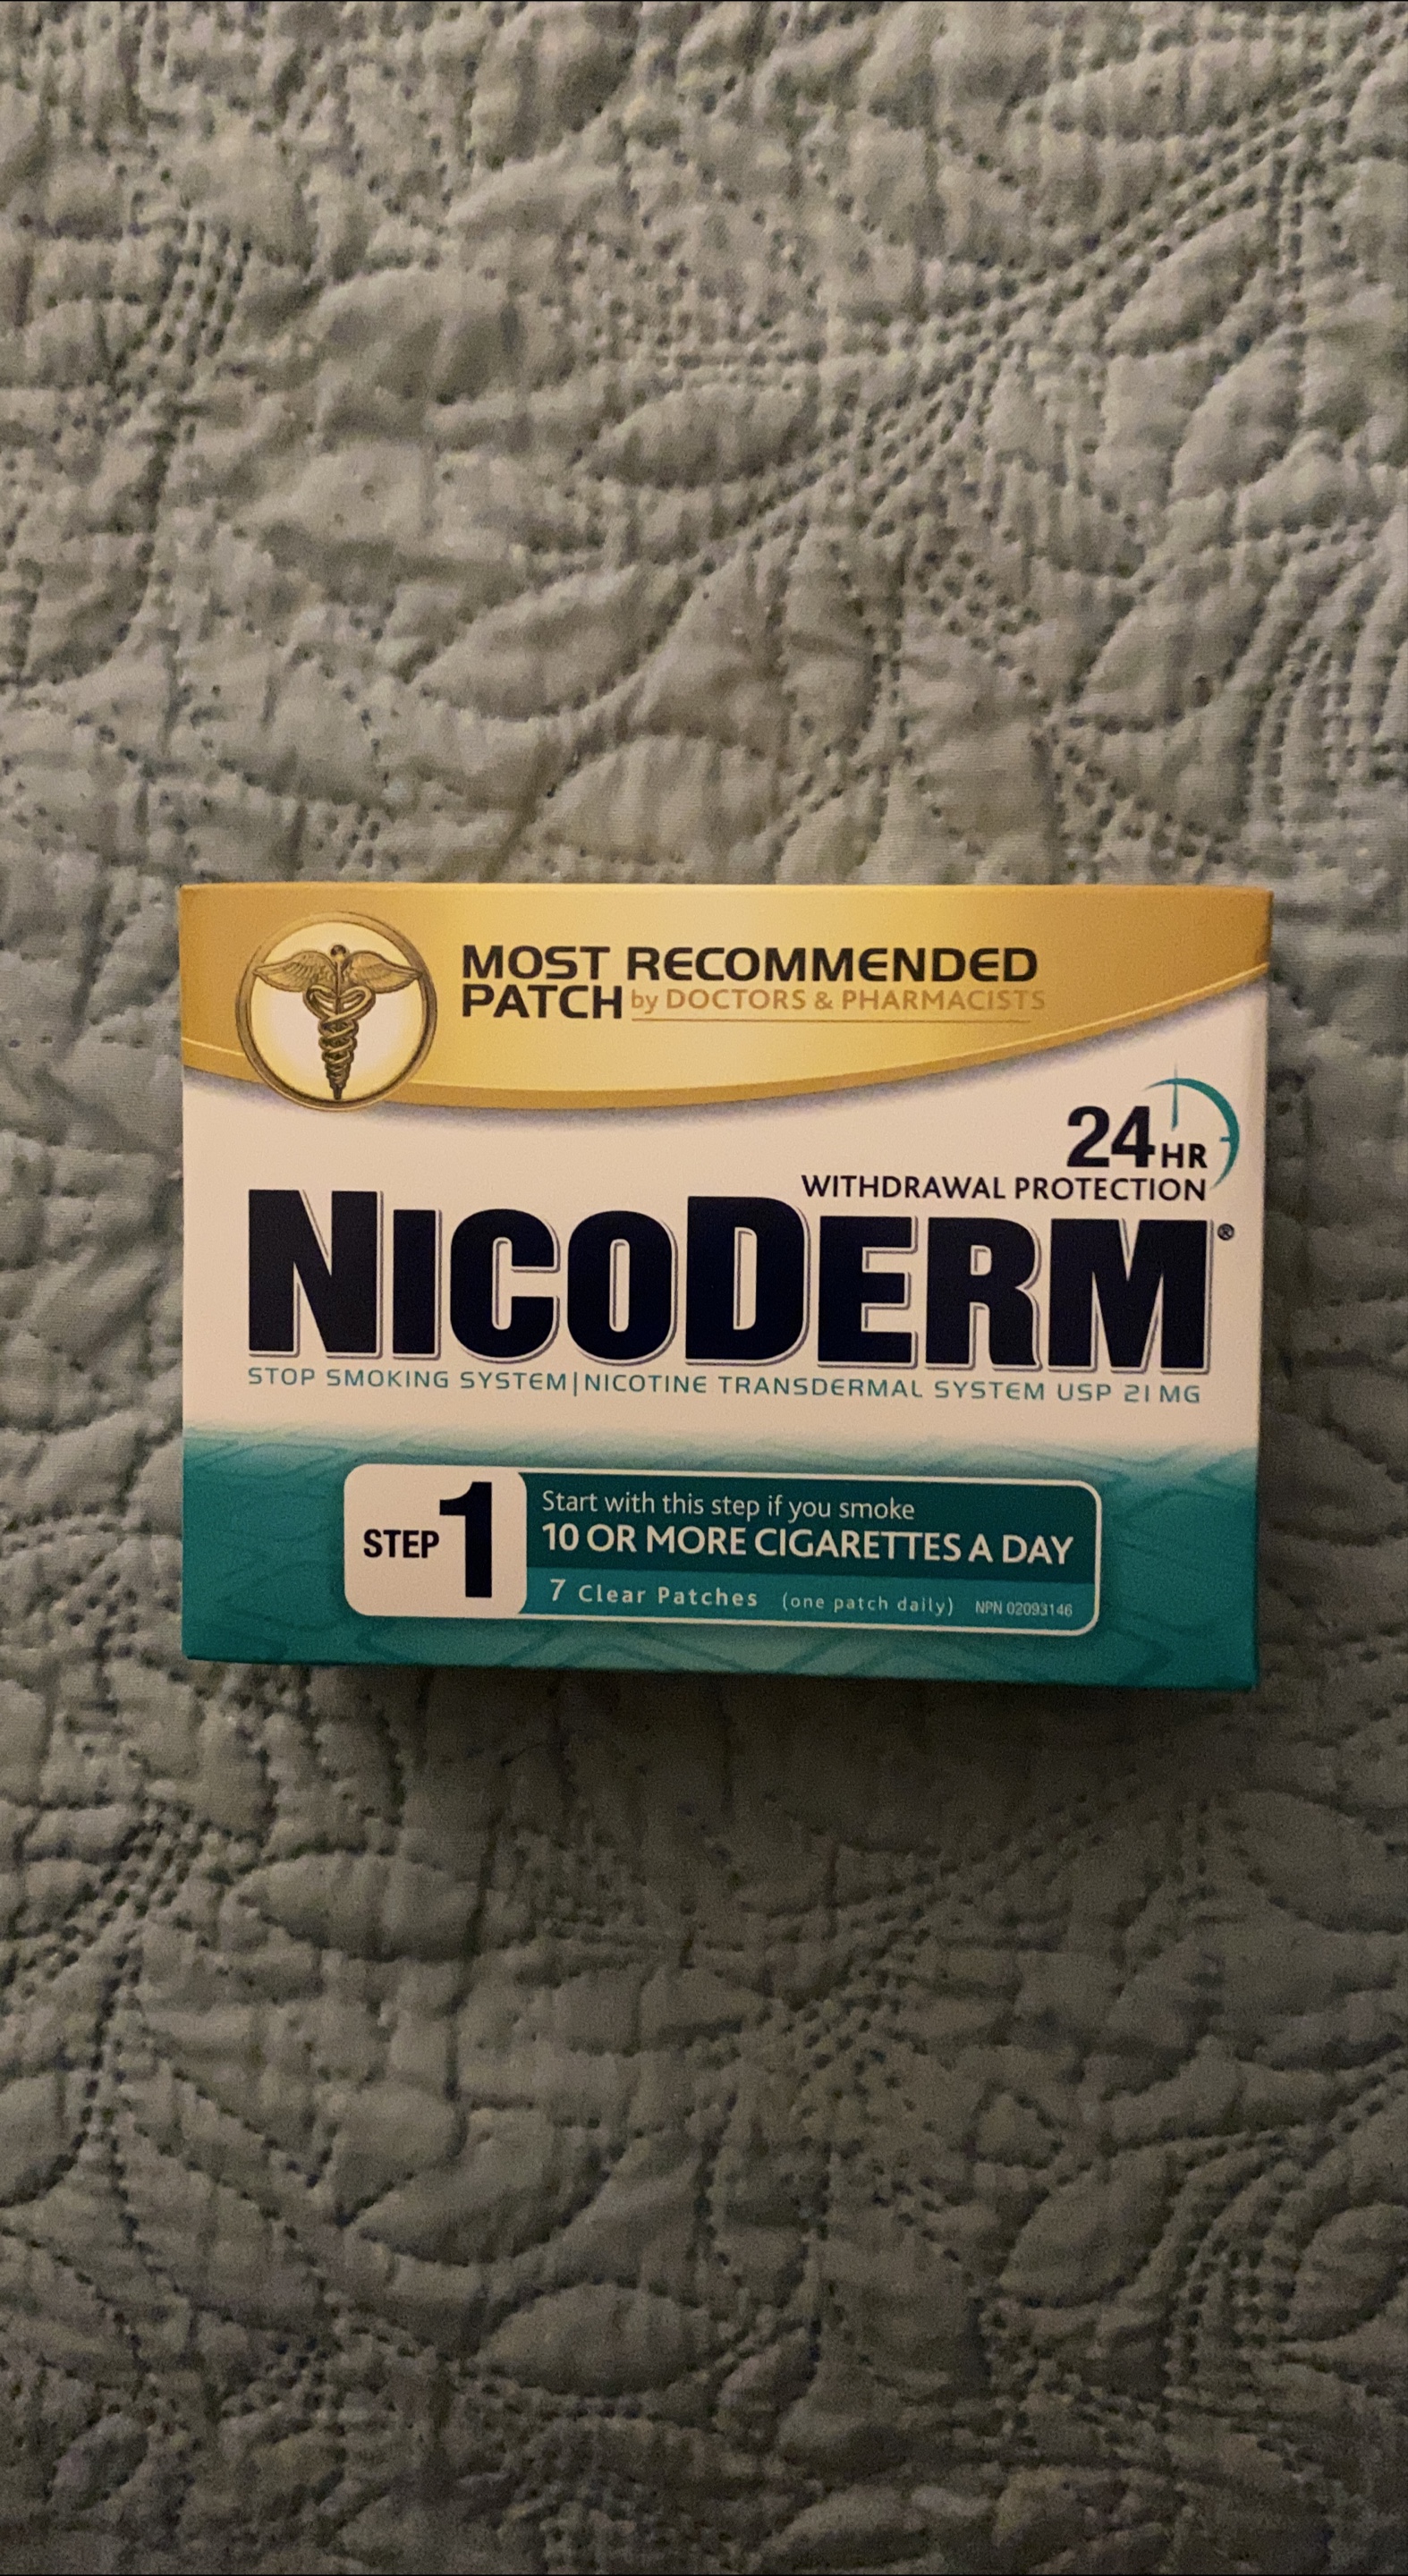 MOST RECOMMENDED
PATCH by DOCTORS & PHARMACISTS
24HR
WITHDRAWAL PROTECTION
NICODERM®
STOP SMOKING SYSTEM|NICOTINE TRANSDERMAL SYSTEM USP 21 MG
STEP 1
Start with this step if you smoke
10 OR MORE CIGARETTES A DAY
7 Clear Patches (one patch daily) NPN 02093146